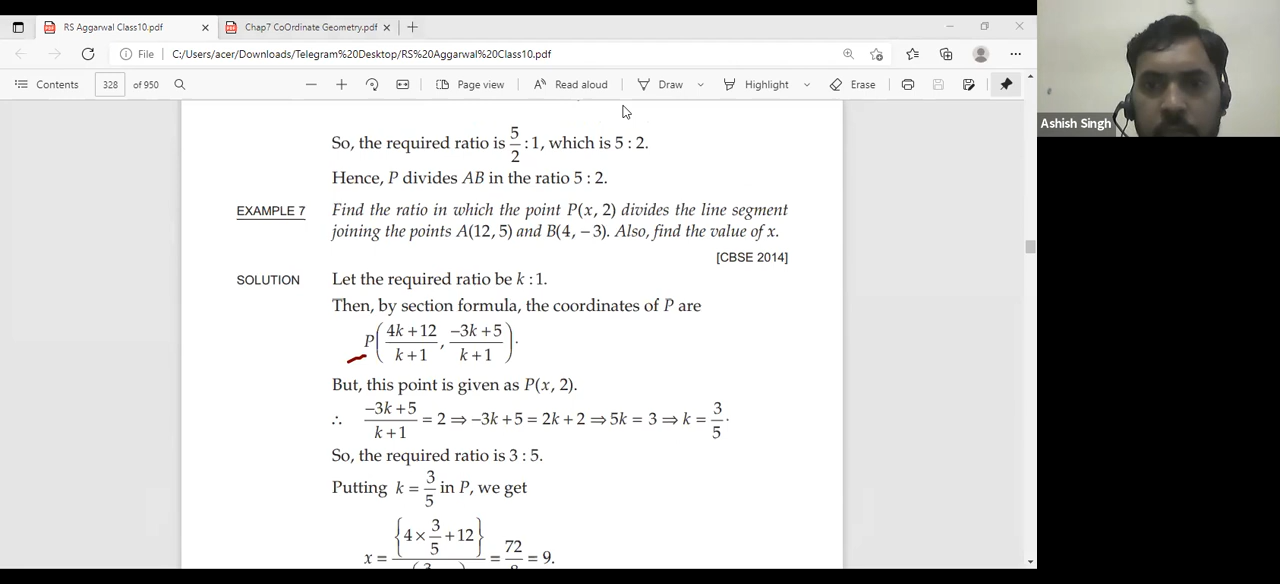 RS Aggarwal Class10.pdf
Chap7 CoOrdinate Geometry.pdf
File C:/Users/acer/Downloads/Telegram%20Desktop/RS%20Aggarwal%20Class10.pdf
Contents 328 of 950 Page view Read aloud Draw Highlight Erase
Ashish Singh
So, the required ratio is 5/2 : 1, which is 5 : 2.
Hence, P divides AB in the ratio 5 : 2.
EXAMPLE 7 Find the ratio in which the point P(x, 2) divides the line segment
joining the points A(12, 5) and B(4, −3). Also, find the value of x.
[CBSE 2014]
SOLUTION Let the required ratio be k : 1.
Then, by section formula, the coordinates of P are
P((4k + 12)/(k + 1), (−3k + 5)/(k + 1)).
But, this point is given as P(x, 2).
∴ (−3k + 5)/(k + 1) = 2 ⇒ −3k + 5 = 2k + 2 ⇒ 5k = 3 ⇒ k = 3/5.
So, the required ratio is 3 : 5.
Putting k = 3/5 in P, we get
x = {4 × 3/5 + 12} = 72/8 = 9.